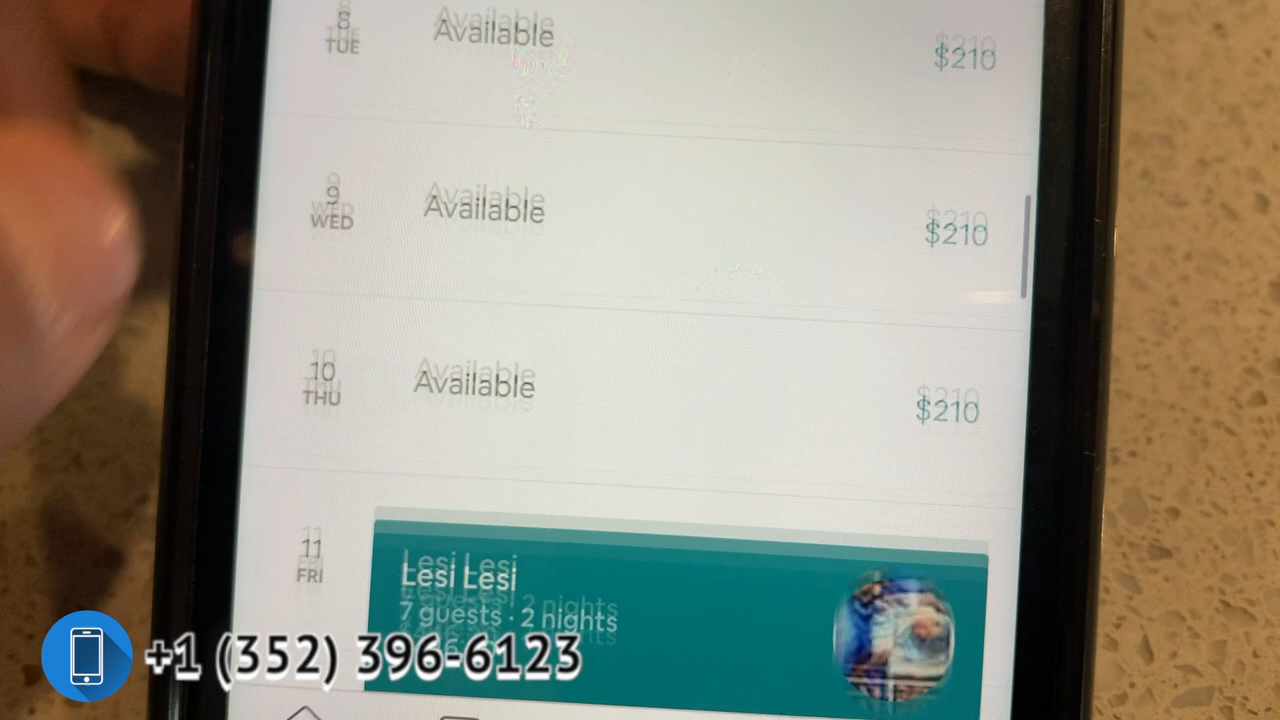 8
TUE
Available
$210
9
WED
Available
$210
10
THU
Available
$210
11
FRI
Lesi Lesi
7 guests · 2 nights
+1 (352) 396-6123